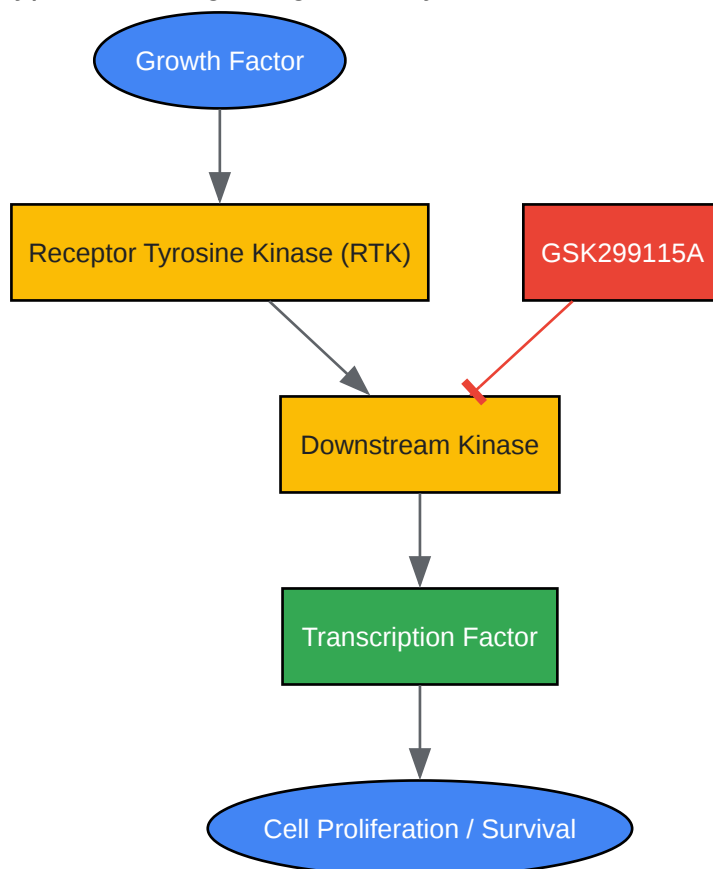 Growth Factor
Receptor Tyrosine Kinase (RTK)
GSK299115A
Downstream Kinase
Transcription Factor
Cell Proliferation / Survival